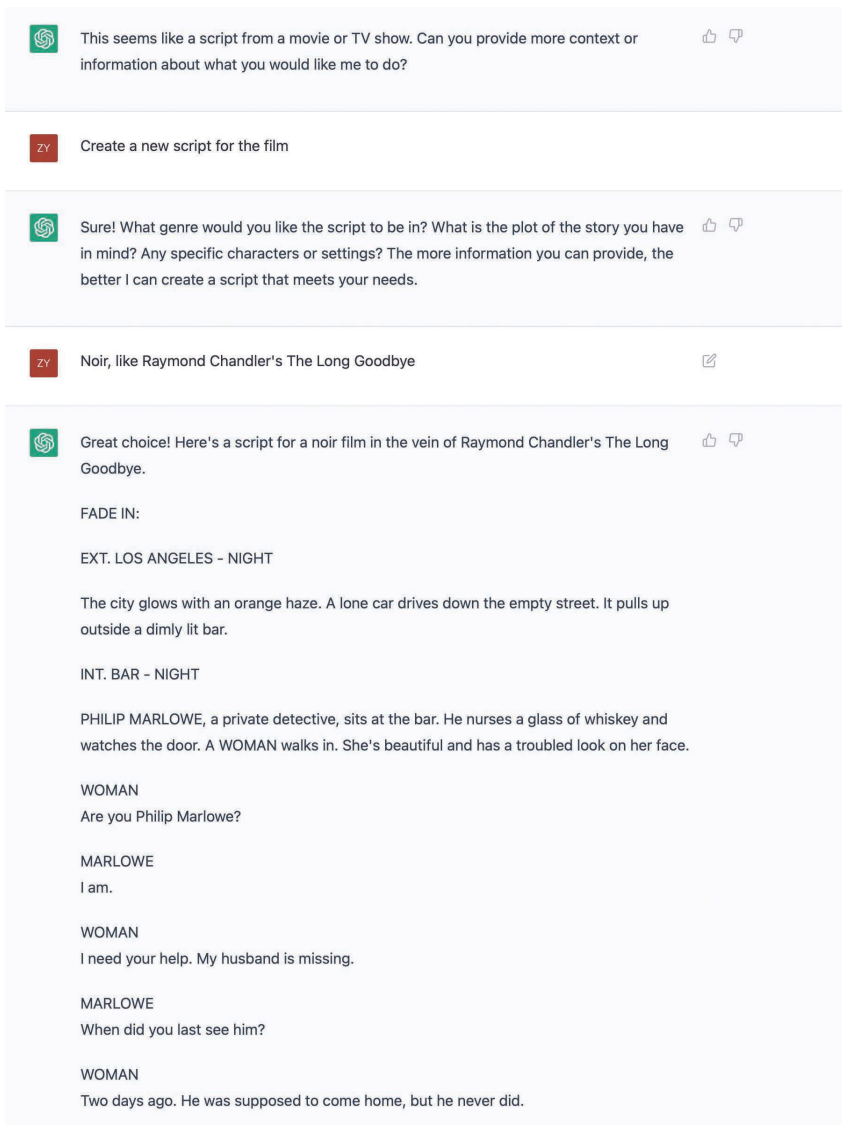 This seems like a script from a movie or TV show. Can you provide more context or
information about what you would like me to do?
ZY
Create a new script for the film
Sure! What genre would you like the script to be in? What is the plot of the story you have
in mind? Any specific characters or settings? The more information you can provide, the
better I can create a script that meets your needs.
ZY
Noir, like Raymond Chandler's The Long Goodbye
Great choice! Here's a script for a noir film in the vein of Raymond Chandler's The Long
Goodbye.
FADE IN:
EXT. LOS ANGELES - NIGHT
The city glows with an orange haze. A lone car drives down the empty street. It pulls up
outside a dimly lit bar.
INT. BAR - NIGHT
PHILIP MARLOWE, a private detective, sits at the bar. He nurses a glass of whiskey and
watches the door. A WOMAN walks in. She's beautiful and has a troubled look on her face.
WOMAN
Are you Philip Marlowe?
MARLOWE
I am.
WOMAN
I need your help. My husband is missing.
MARLOWE
When did you last see him?
WOMAN
Two days ago. He was supposed to come home, but he never did.